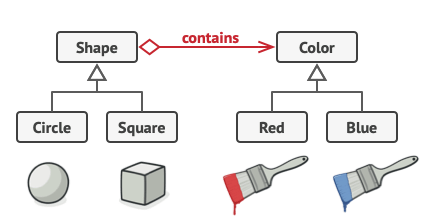 contains
Shape
Color
Circle
Square
Red
Blue